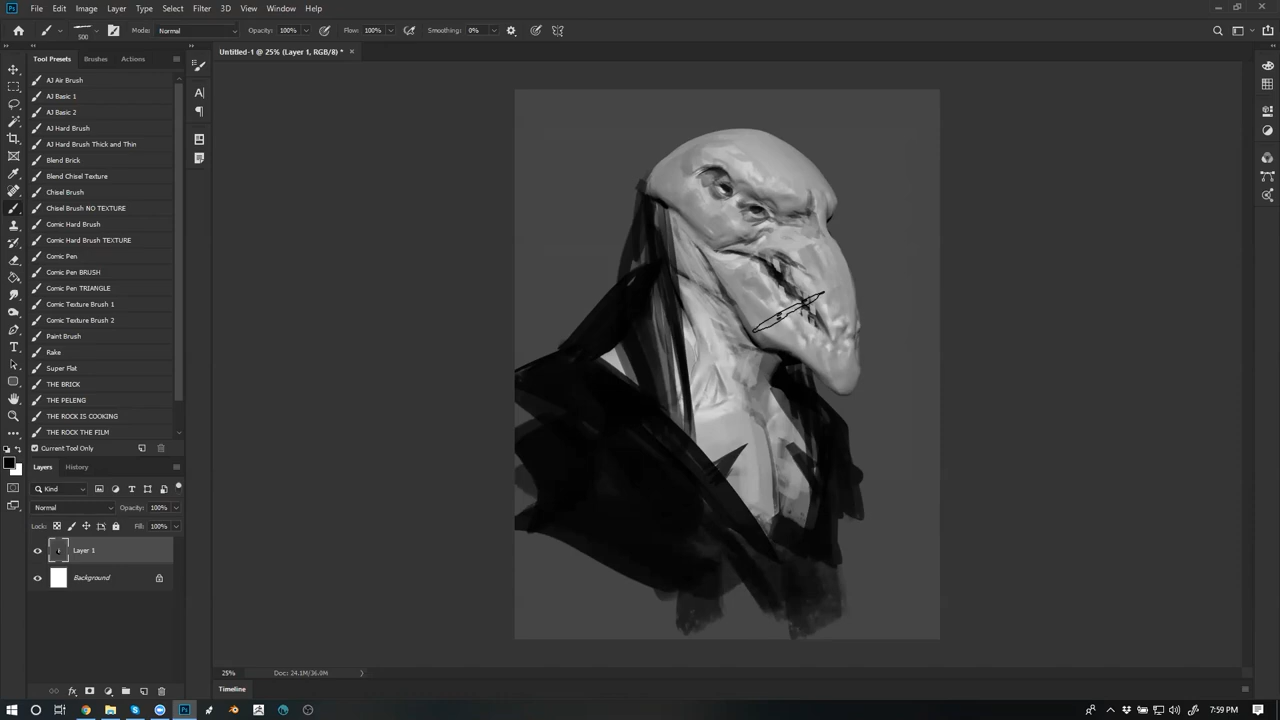 Ps File Edit Image Layer Type Select Filter 3D View Window Help
500 Mode: Normal Opacity: 100% Flow: 100% Smoothing: 0%
Untitled-1 @ 25% (Layer 1, RGB/8) * ×
Tool Presets Brushes Actions
AJ Air Brush
AJ Basic 1
AJ Basic 2
AJ Hard Brush
AJ Hard Brush Thick and Thin
Blend Brick
Blend Chisel Texture
Chisel Brush
Chisel Brush NO TEXTURE
Comic Hard Brush
Comic Hard Brush TEXTURE
Comic Pen
Comic Pen BRUSH
Comic Pen TRIANGLE
Comic Texture Brush 1
Comic Texture Brush 2
Paint Brush
Rake
Super Flat
THE BRICK
THE PELENG
THE ROCK IS COOKING
THE ROCK THE FILM
Current Tool Only
Layers History
Kind
Normal Opacity: 100%
Lock: Fill: 100%
Layer 1
Background
25% Doc: 24.1M/36.0M
Timeline
7:59 PM